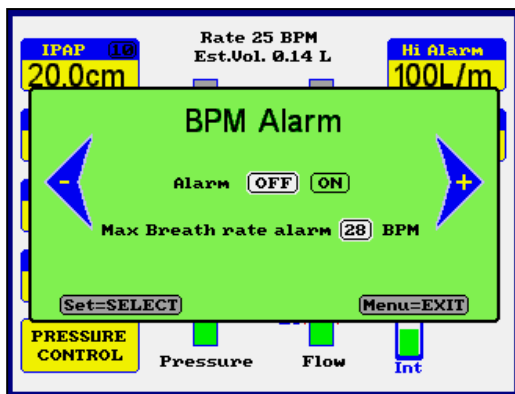 IPAP 10
20.0cm
Rate 25 BPM
Est.Vol. 0.14 L
Hi Alarm
100L/m
BPM Alarm
-
+
Alarm OFF ON
Max Breath rate alarm 28 BPM
Set=SELECT
Menu=EXIT
PRESSURE
CONTROL
Pressure
Flow
Int